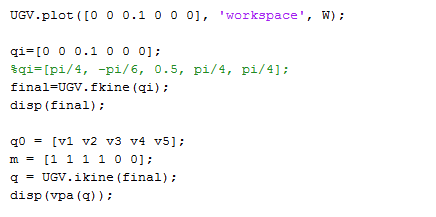 UGV.plot([0 0 0.1 0 0 0], 'workspace', W);
qi=[0 0 0.1 0 0 0];
%qi=[pi/4, -pi/6, 0.5, pi/4, pi/4];
final=UGV.fkine(qi);
disp(final);
q0 = [v1 v2 v3 v4 v5];
m = [1 1 1 1 0 0];
q = UGV.ikine(final);
disp(vpa(q));